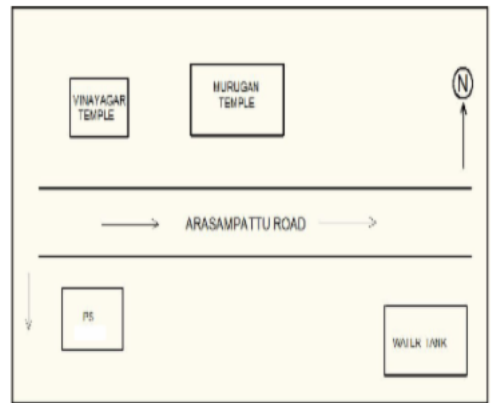 VINAYAGAR
TEMPLE
MURUGAN
TEMPLE
N
ARASAMPATTU ROAD
PS
WATER TANK